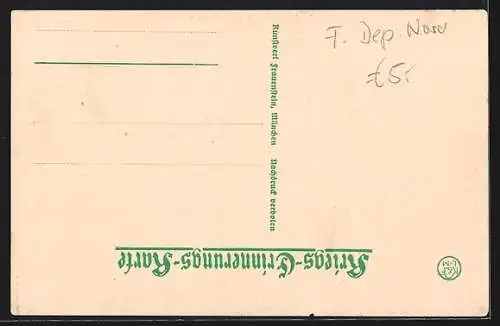 F. Dep. Nord
€5,-
Kriegs-Erinnerungs-Karte
Kunstverl. Frauenstein, München Nachdruck verboten